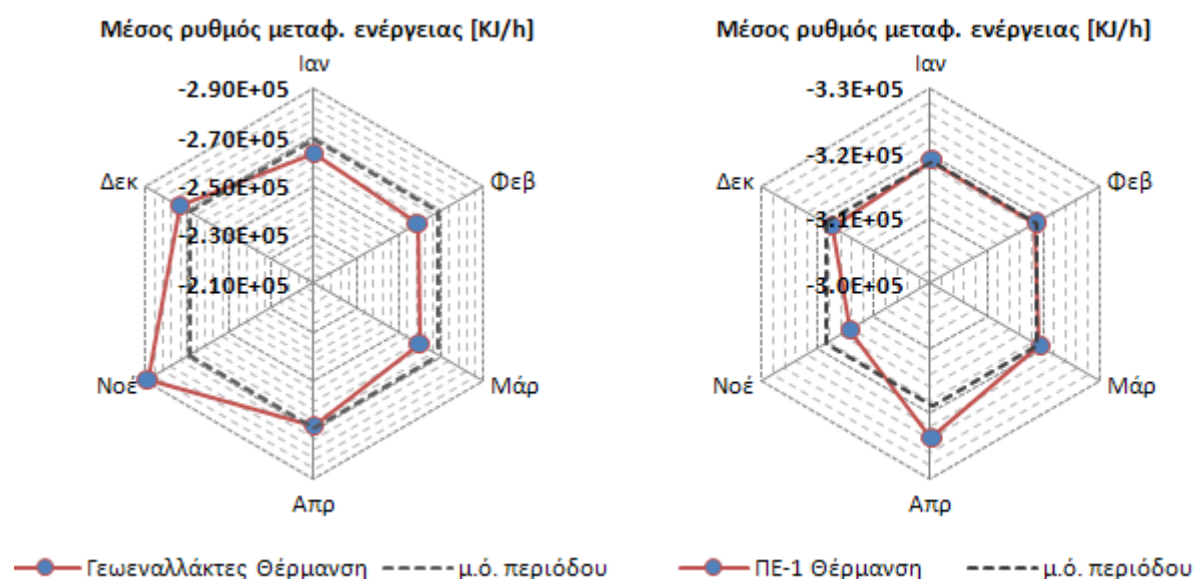 Μέσος ρυθμός μεταφ. ενέργειας [KJ/h]
Ιαν
-2.90E+05
-2.70E+05
Δεκ
Φεβ
-2.50E+05
-2.30E+05
-2.10E+05
Νοέ
Μάρ
Απρ
Γεωεναλλάκτες Θέρμανση
μ.ό. περιόδου
Μέσος ρυθμός μεταφ. ενέργειας [KJ/h]
Ιαν
-3.3E+05
-3.2E+05
Δεκ
Φεβ
-3.1E+05
-3.0E+05
Νοέ
Μάρ
Απρ
ΠΕ-1 Θέρμανση
μ.ό. περιόδου